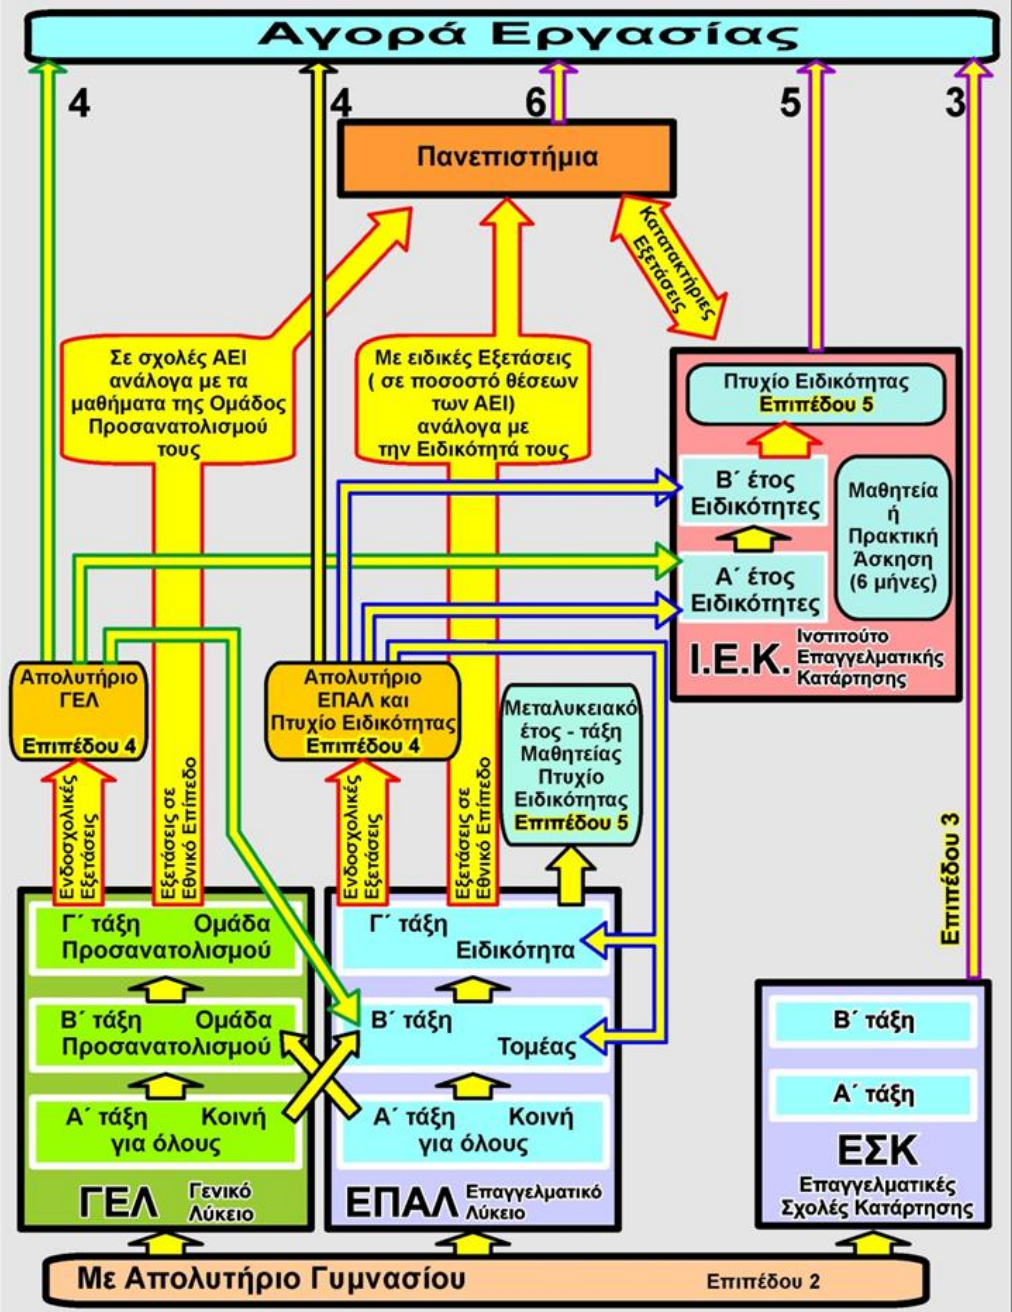 Αγορά Εργασίας
4
4
6
5
3
Πανεπιστήμια
Κατατακτήριες
Εξετάσεις
Σε σχολές ΑΕΙ
ανάλογα με τα
μαθήματα της Ομάδος
Προσανατολισμού
τους
Με ειδικές Εξετάσεις
( σε ποσοστό θέσεων
των ΑΕΙ)
ανάλογα με
την Ειδικότητά τους
Πτυχίο Ειδικότητας
Επιπέδου 5
Β΄ έτος
Ειδικότητες
Α΄ έτος
Ειδικότητες
Μαθητεία
ή
Πρακτική
Άσκηση
(6 μήνες)
Ι.Ε.Κ.
Ινστιτούτο
Επαγγελματικής
Κατάρτησης
Απολυτήριο
ΓΕΛ
Επιπέδου 4
Απολυτήριο
ΕΠΑΛ και
Πτυχίο Ειδικότητας
Επιπέδου 4
Μεταλυκειακό
έτος - τάξη
Μαθητείας
Πτυχίο
Ειδικότητας
Επιπέδου 5
Ενδοσχολικές
Εξετάσεις
Εξετάσεις σε
Εθνικό Επίπεδο
Ενδοσχολικές
Εξετάσεις
Εξετάσεις σε
Εθνικό Επίπεδο
Επιπέδου 3
Γ΄ τάξη Ομάδα
Προσανατολισμού
Β΄ τάξη Ομάδα
Προσανατολισμού
Α΄ τάξη Κοινή
για όλους
ΓΕΛ
Γενικό
Λύκειο
Γ΄ τάξη
Ειδικότητα
Β΄ τάξη
Τομέας
Α΄ τάξη Κοινή
για όλους
ΕΠΑΛ
Επαγγελματικό
Λύκειο
Β΄ τάξη
Α΄ τάξη
ΕΣΚ
Επαγγελματικές
Σχολές Κατάρτησης
Με Απολυτήριο Γυμνασίου Επιπέδου 2